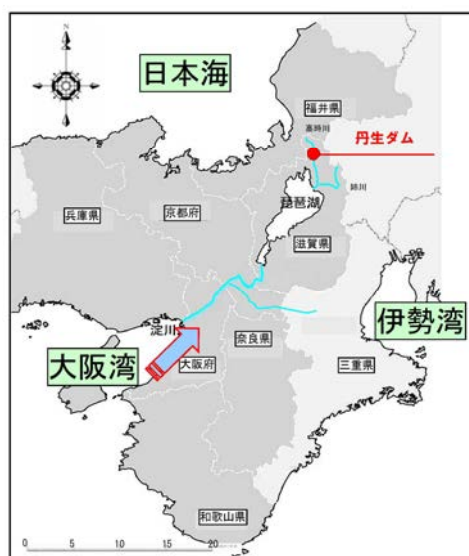 日本海
福井県
高時川
丹生ダム
姉川
琵琶湖
兵庫県
京都府
滋賀県
伊勢湾
淀川
大阪湾
大阪府
奈良県
三重県
和歌山県
0 5 10 15 20